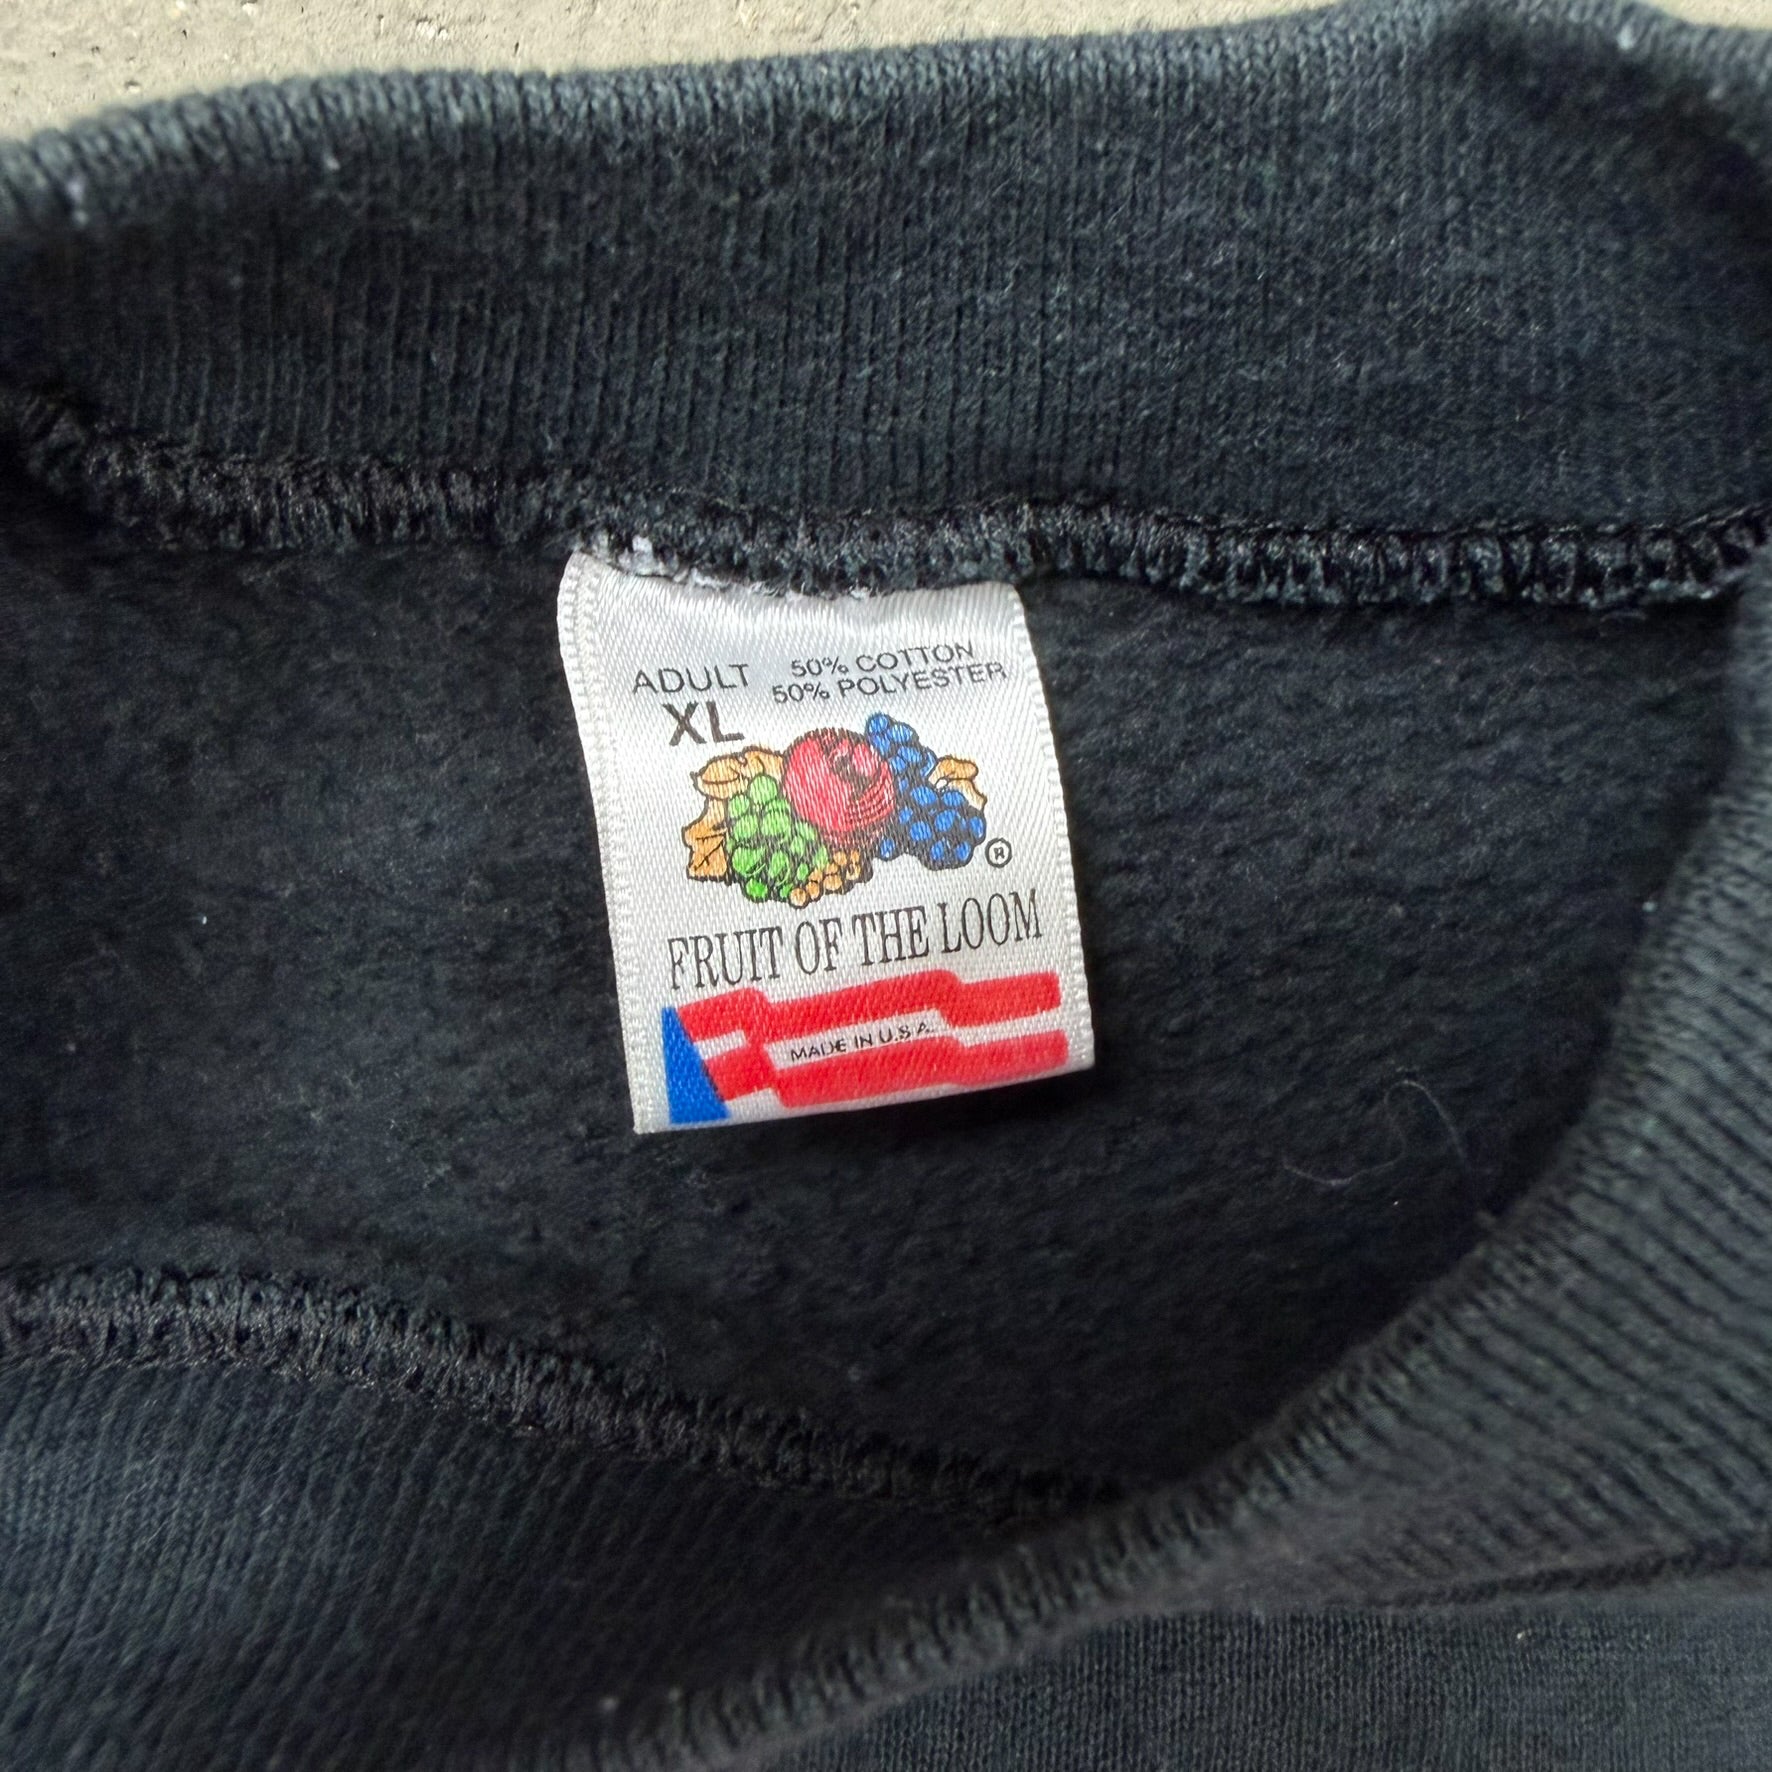 ADULT
XL
50% COTTON
50% POLYESTER
®
FRUIT OF THE LOOM
MADE IN U.S.A.